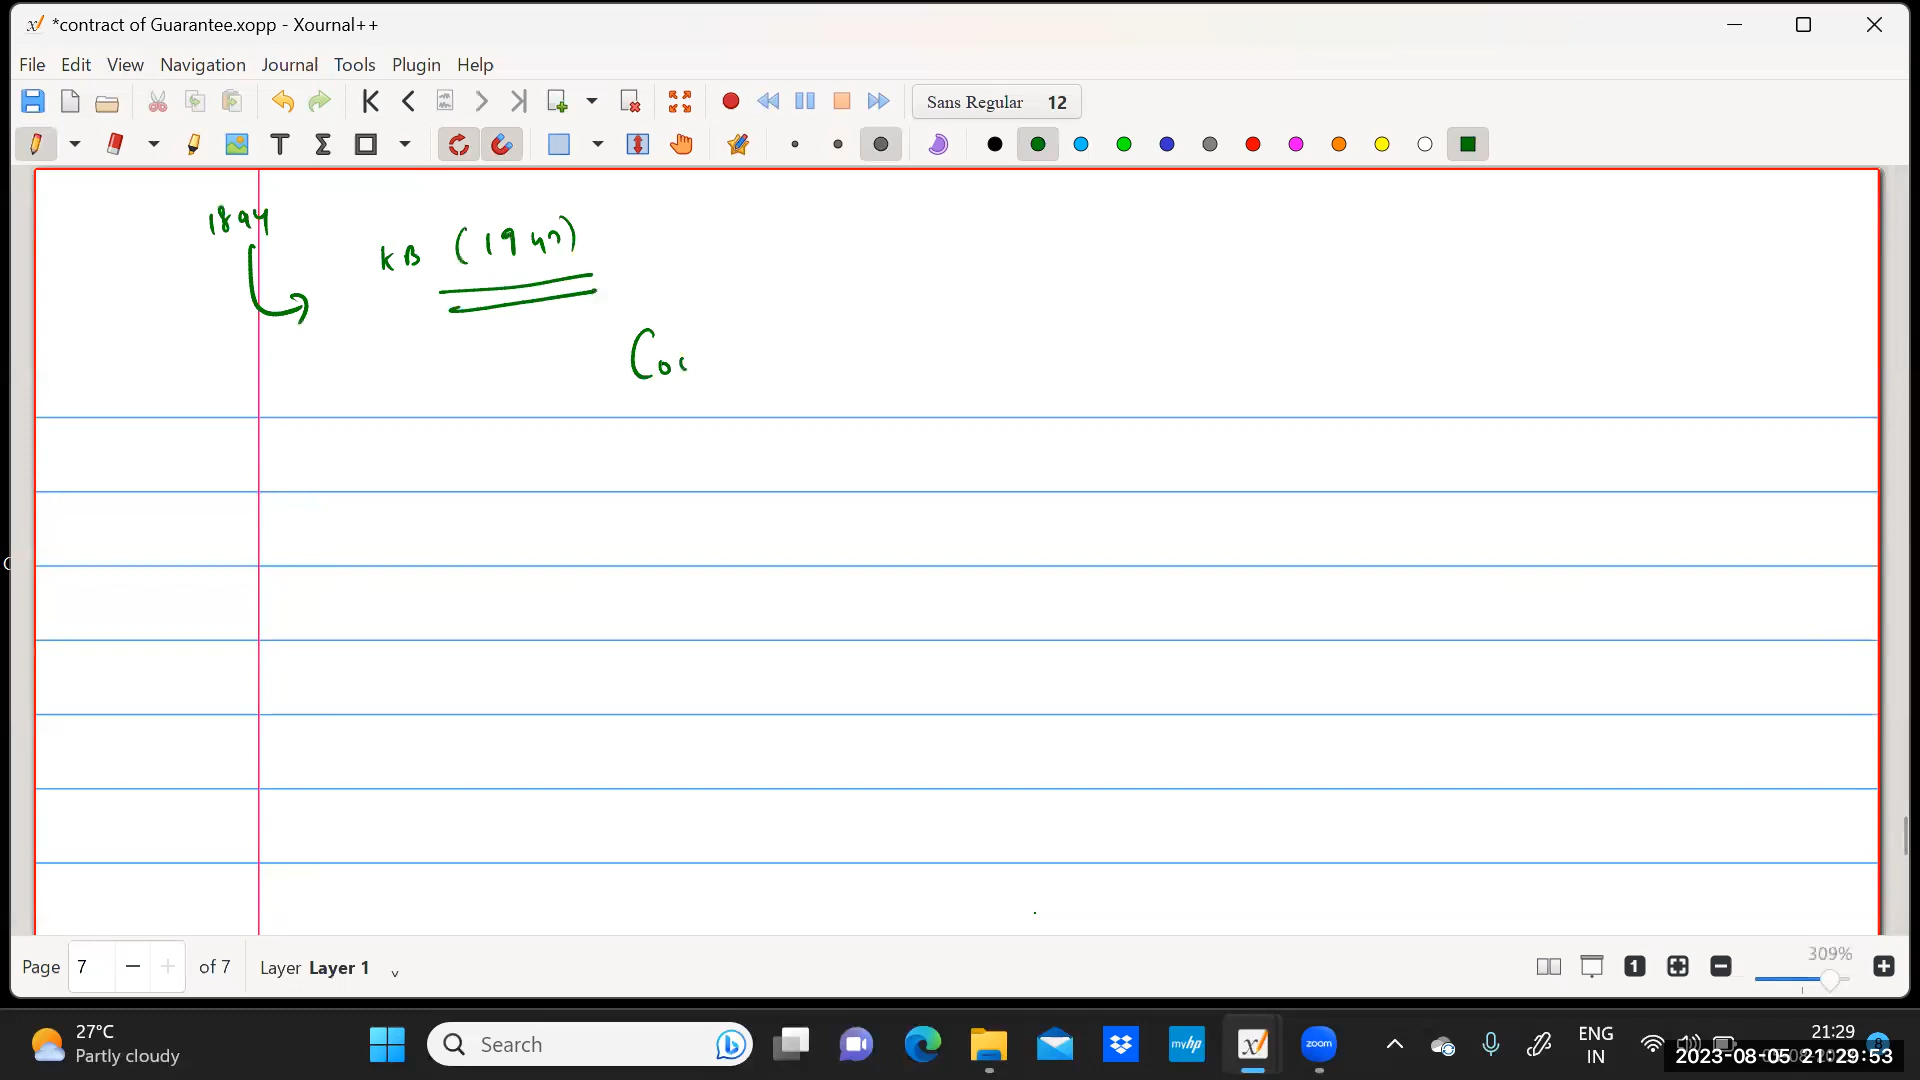 *contract of Guarantee.xopp - Xournal++
File Edit View Navigation Journal Tools Plugin Help
Sans Regular 12
1894
KB (1947)
Page 7 of 7 Layer Layer 1
309%
27°C
Partly cloudy
Search
myhp
zoom
ENG
IN
21:29
2023-08-05 21:29:53